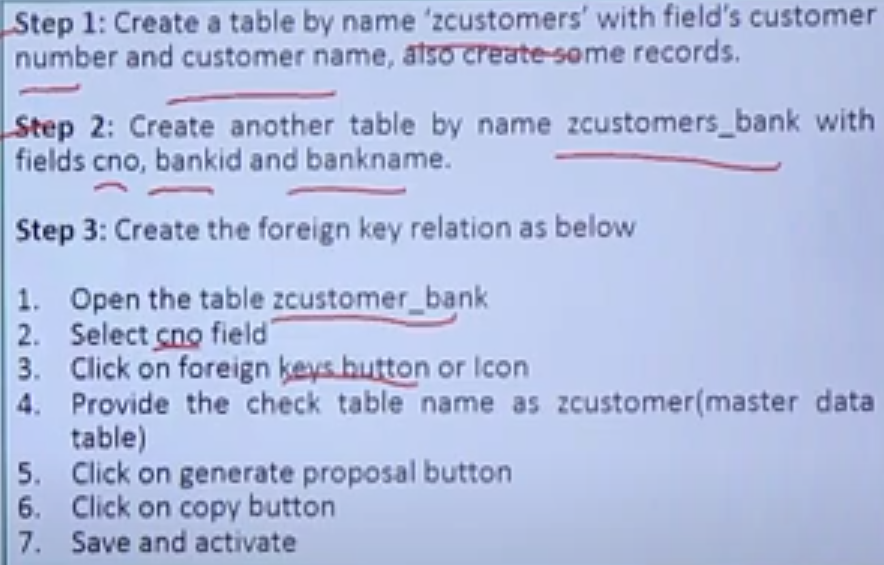 Step 1: Create a table by name ‘zcustomers’ with field's customer
number and customer name, also create some records.
Step 2: Create another table by name zcustomers_bank with
fields cno, bankid and bankname.
Step 3: Create the foreign key relation as below
1. Open the table zcustomer_bank
2. Select cno field
3. Click on foreign keys button or Icon
4. Provide the check table name as zcustomer(master data
table)
5. Click on generate proposal button
6. Click on copy button
7. Save and activate